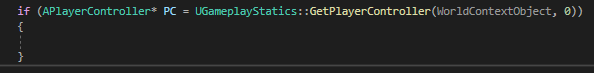 if (APlayerController* PC = UGameplayStatics::GetPlayerController(WorldContextObject, 0))
{
}